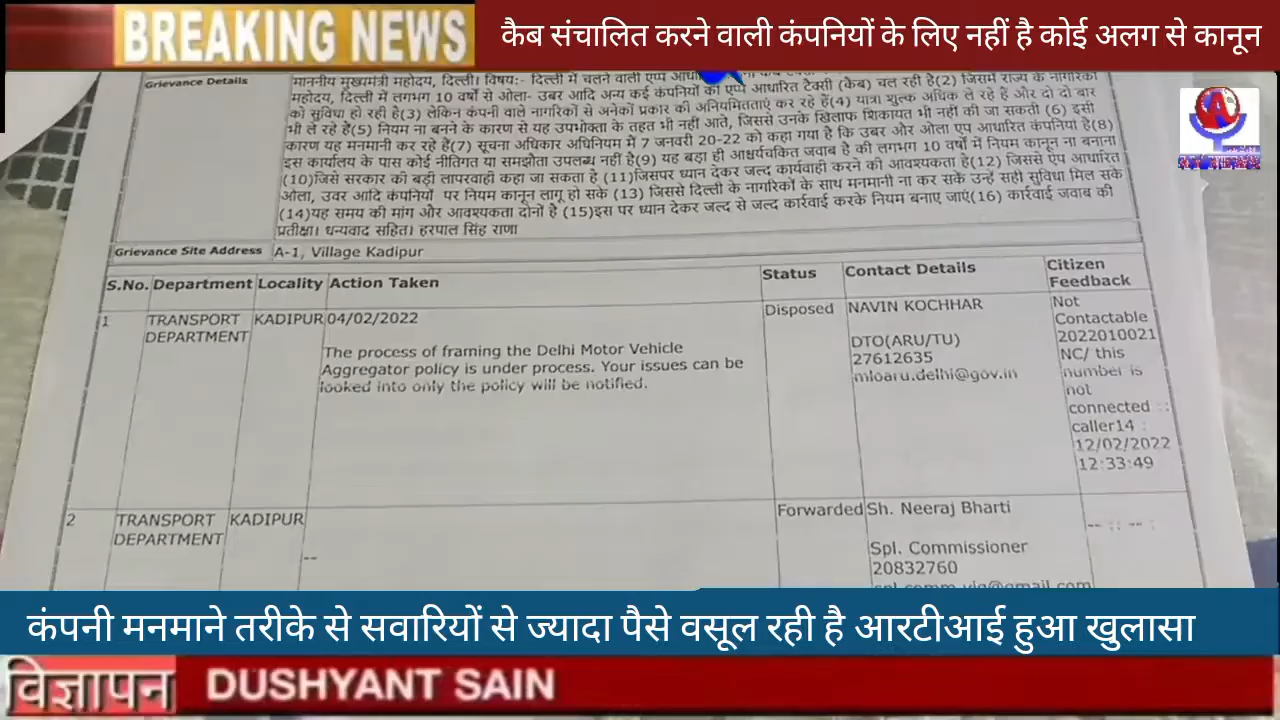 BREAKING NEWS
कैब संचालित करने वाली कंपनियों के लिए नहीं है कोई अलग से कानून
Grievance Details
माननीय मुख्यमंत्री महोदय, दिल्ली। विषय:- दिल्ली में चलने वाली एप्प
महोदय, दिल्ली में लगभग 10 वर्षों से ओला- उबर आदि अन्य कई कंपनियों की एप्प आधारित टैक्सी (कैब) चल रही है(2) जिसमें राज्य के नागरिकों
को सुविधा हो रही है(3) लेकिन कंपनी वाले नागरिकों से अनेकों प्रकार की अनियमितताएं कर रहे हैं(4) यात्रा शुल्क अधिक ले रहे हैं और दो दो बार
भी ले रहे हैं(5) नियम ना बनने के कारण से यह उपभोक्ता के तहत भी नहीं आते, जिससे उनके खिलाफ शिकायत भी नहीं की जा सकती (6) इसी
कारण यह मनमानी कर रहे हैं(7) सूचना अधिकार अधिनियम में 7 जनवरी 20-22 को कहा गया है कि उबर और ओला एप आधारित कंपनियां है(8)
इस कार्यालय के पास कोई नीतिगत या समझौता उपलब्ध नहीं है(9) यह बड़ा ही आश्चर्यचकित जवाब है की लगभग 10 वर्षों में नियम कानून ना बनाना
(10)जिसे सरकार की बड़ी लापरवाही कहा जा सकता है (11)जिसपर ध्यान देकर जल्द कार्यवाही करने की आवश्यकता है(12) जिससे ऐप आधारित
ओला, उवर आदि कंपनियों पर नियम कानून लागू हो सके (13) जिससे दिल्ली के नागरिकों के साथ मनमानी ना कर सकें उन्हें सही सुविधा मिल सके
(14)यह समय की मांग और आवश्यकता दोनों है (15)इस पर ध्यान देकर जल्द से जल्द कार्रवाई करके नियम बनाए जाएं(16) कार्रवाई जवाब की
प्रतीक्षा। धन्यवाद सहित। हरपाल सिंह राणा
Grievance Site Address A-1, Village Kadipur
S.No. Department Locality Action Taken Status Contact Details Citizen Feedback
1 TRANSPORT DEPARTMENT KADIPUR 04/02/2022
The process of framing the Delhi Motor Vehicle
Aggregator policy is under process. Your issues can be
looked into only the policy will be notified.
Disposed
NAVIN KOCHHAR
DTO(ARU/TU)
27612635
mloaru.delhi@gov.in
Not
Contactable
2022010021
NC/ this
number is
not
connected ::
caller14 :
12/02/2022
12:33:49
2 TRANSPORT DEPARTMENT KADIPUR
--
Forwarded
Sh. Neeraj Bharti
Spl. Commissioner
20832760
-- :: -- :
कंपनी मनमाने तरीके से सवारियों से ज्यादा पैसे वसूल रही है आरटीआई हुआ खुलासा
विज्ञापन DUSHYANT SAIN